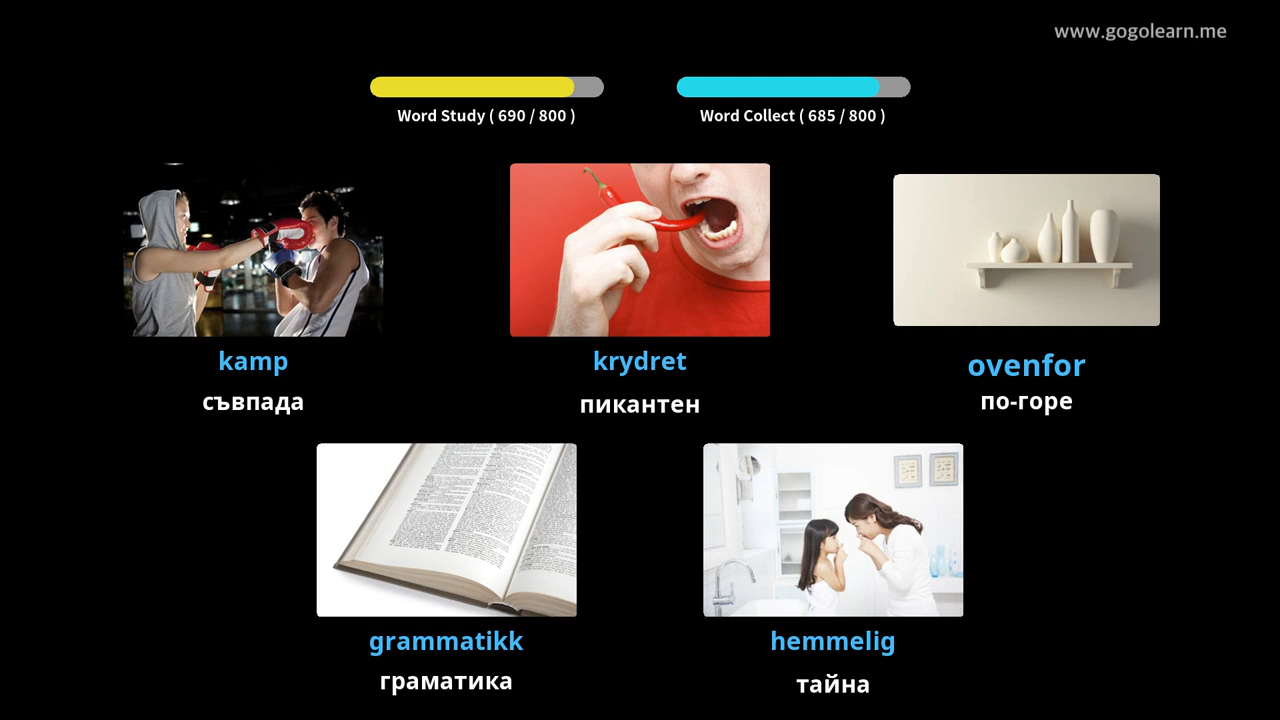 www.gogolearn.me
Word Study ( 690 / 800 )
Word Collect ( 685 / 800 )
kamp
съвпада
krydret
пикантен
ovenfor
по-горе
grammatikk
граматика
hemmelig
тайна